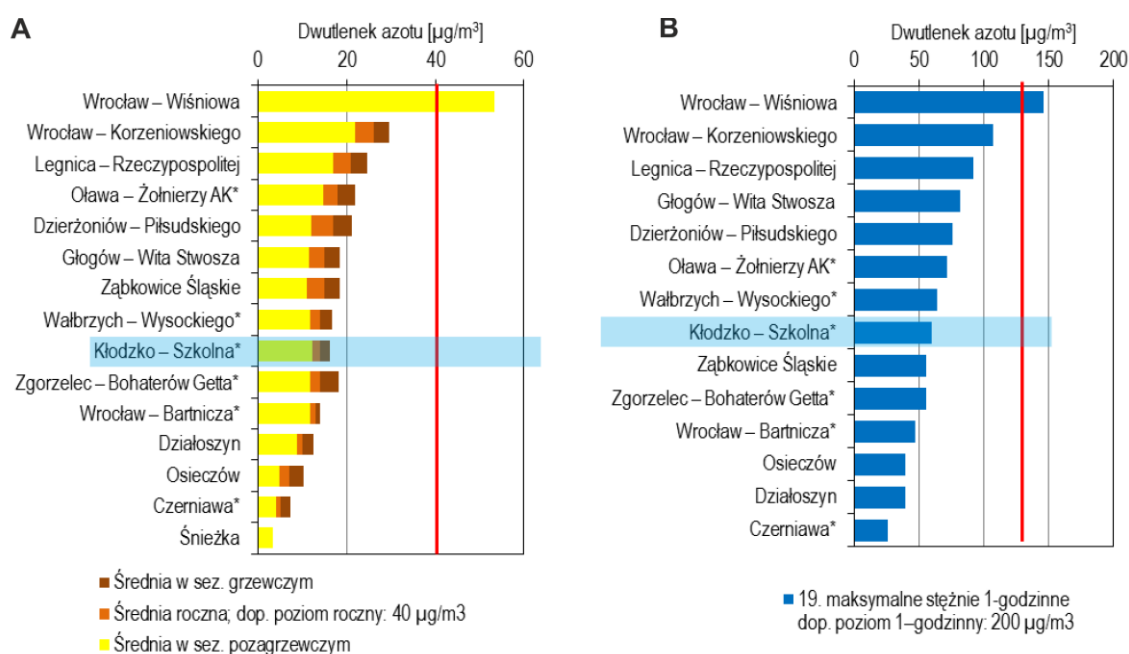 A
Dwutlenek azotu [µg/m³]
0 20 40 60
Wrocław – Wiśniowa
Wrocław – Korzeniowskiego
Legnica – Rzeczypospolitej
Oława – Żołnierzy AK*
Dzierżoniów – Piłsudskiego
Głogów – Wita Stwosza
Ząbkowice Śląskie
Wałbrzych – Wysockiego*
Kłodzko – Szkolna*
Zgorzelec – Bohaterów Getta*
Wrocław – Bartnicza*
Działoszyn
Osieczów
Czerniawa*
Śnieżka
Średnia w sez. grzewczym
Średnia roczna; dop. poziom roczny: 40 µg/m3
Średnia w sez. pozagrzewczym
B
Dwutlenek azotu [µg/m³]
0 50 100 150 200
Wrocław – Wiśniowa
Wrocław – Korzeniowskiego
Legnica – Rzeczypospolitej
Głogów – Wita Stwosza
Dzierżoniów – Piłsudskiego
Oława – Żołnierzy AK*
Wałbrzych – Wysockiego*
Kłodzko – Szkolna*
Ząbkowice Śląskie
Zgorzelec – Bohaterów Getta*
Wrocław – Bartnicza*
Osieczów
Działoszyn
Czerniawa*
19. maksymalne stężnie 1-godzinne
dop. poziom 1–godzinny: 200 µg/m3